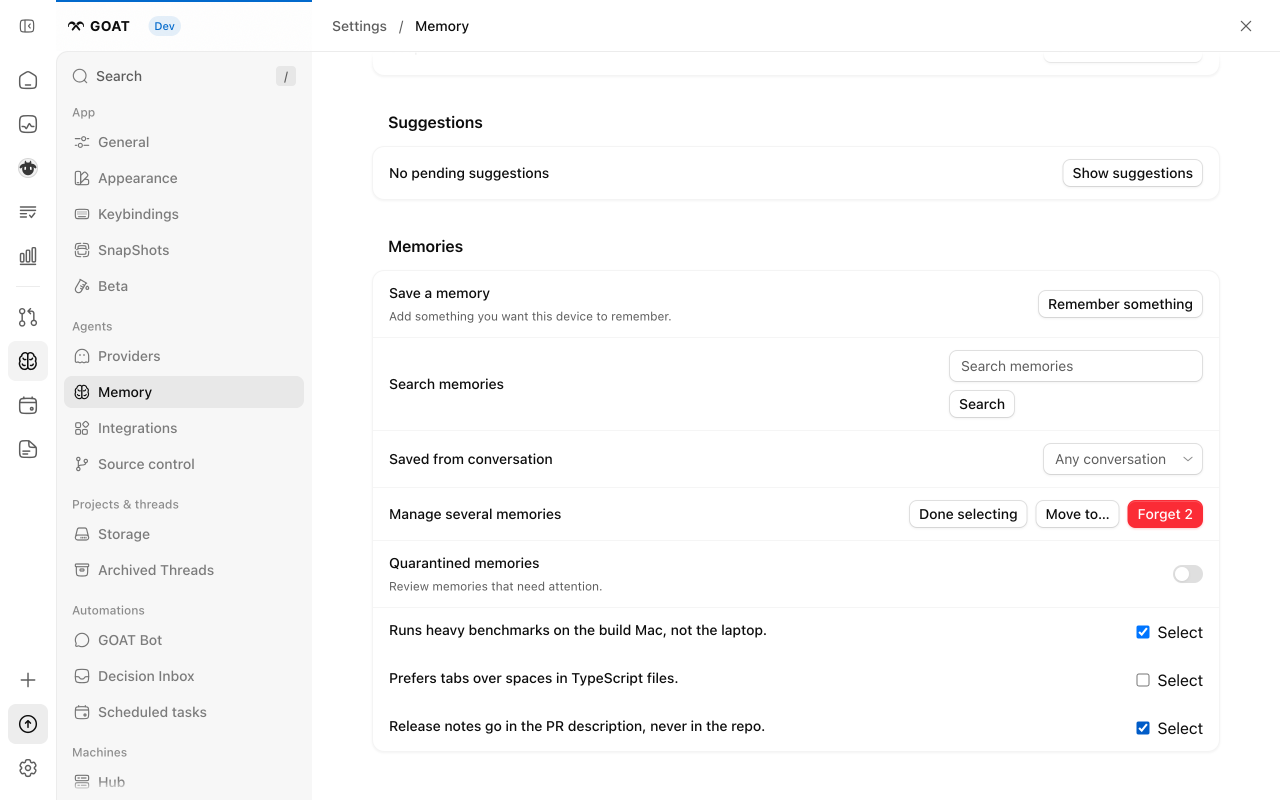 GOAT
Dev
Settings / Memory
Search /
App
General
Appearance
Keybindings
SnapShots
Beta
Agents
Providers
Memory
Integrations
Source control
Projects & threads
Storage
Archived Threads
Automations
GOAT Bot
Decision Inbox
Scheduled tasks
Machines
Hub
Suggestions
No pending suggestions
Show suggestions
Memories
Save a memory
Add something you want this device to remember.
Remember something
Search memories
Search memories
Search
Saved from conversation
Any conversation
Manage several memories
Done selecting
Move to...
Forget 2
Quarantined memories
Review memories that need attention.
Runs heavy benchmarks on the build Mac, not the laptop.
Select
Prefers tabs over spaces in TypeScript files.
Select
Release notes go in the PR description, never in the repo.
Select